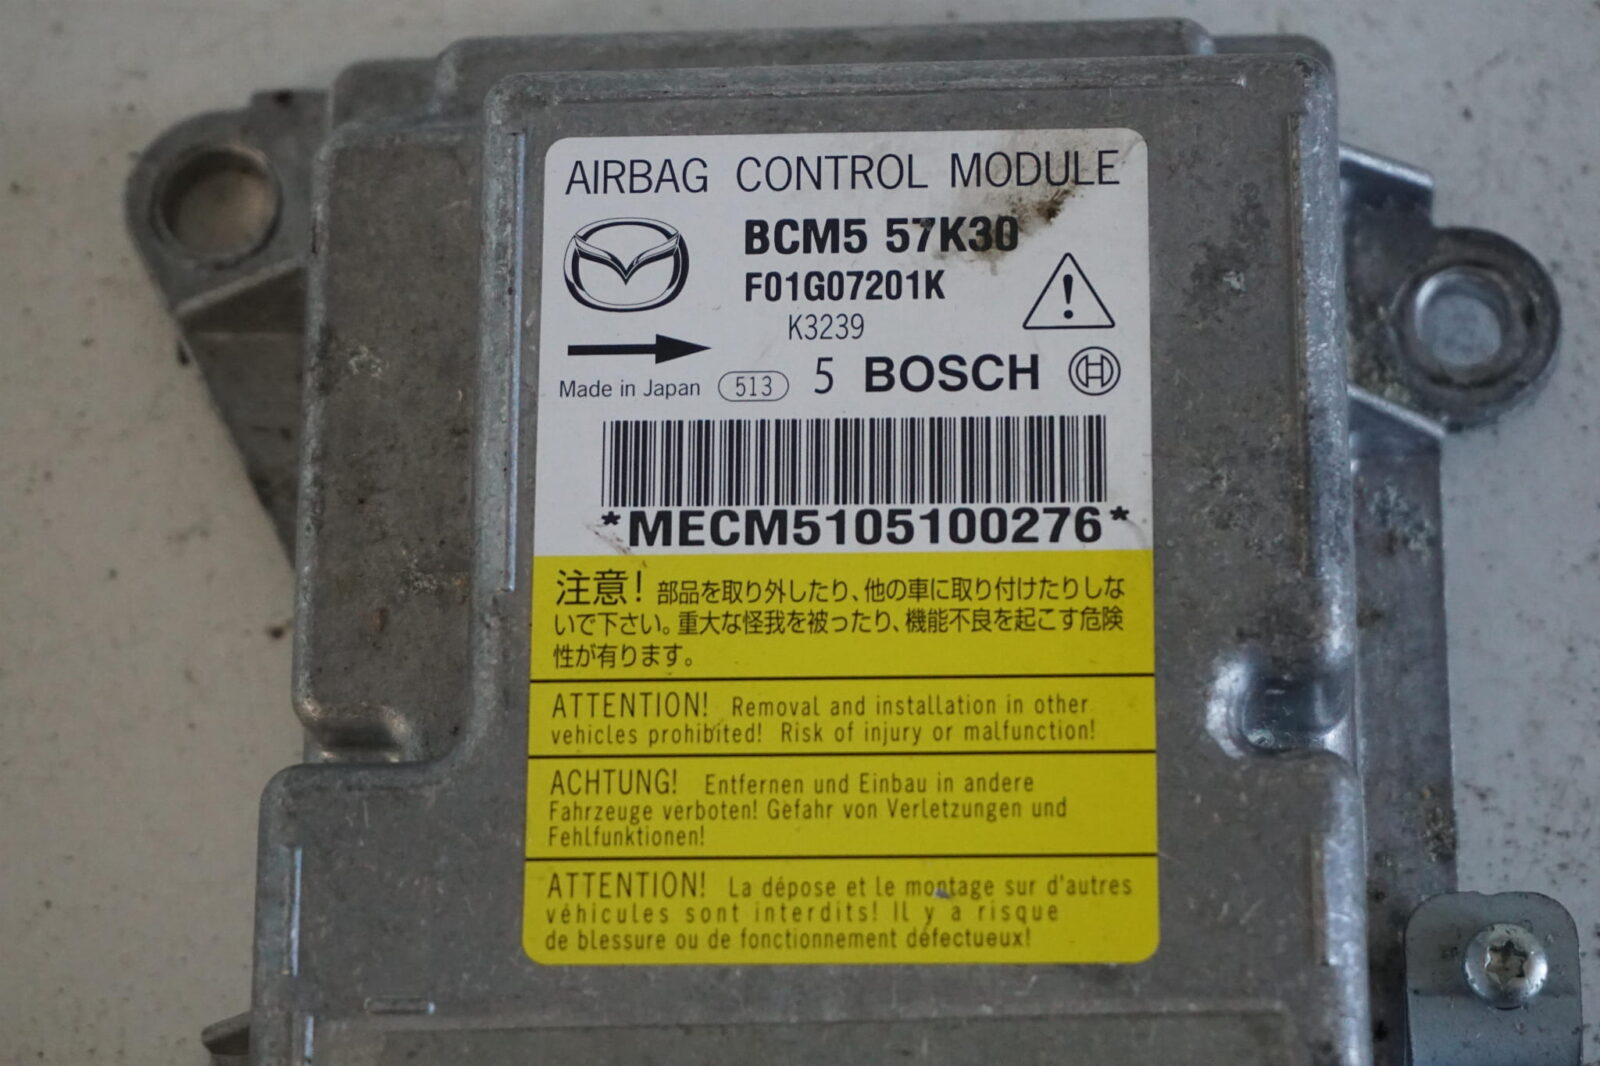 AIRBAG CONTROL MODULE
BCM5 57K30
F01G07201K
K3239
Made in Japan 513 5 BOSCH
*MECM5105100276*
注意! 部品を取り外したり、他の車に取り付けたりしな
いで下さい。重大な怪我を被ったり、機能不良を起こす危険
性が有ります。
ATTENTION! Removal and installation in other
vehicles prohibited! Risk of injury or malfunction!
ACHTUNG! Entfernen und Einbau in andere
Fahrzeuge verboten! Gefahr von Verletzungen und
Fehlfunktionen!
ATTENTION! La dépose et le montage sur d'autres
véhicules sont interdits! Il y a risque
de blessure ou de fonctionnement défectueux!